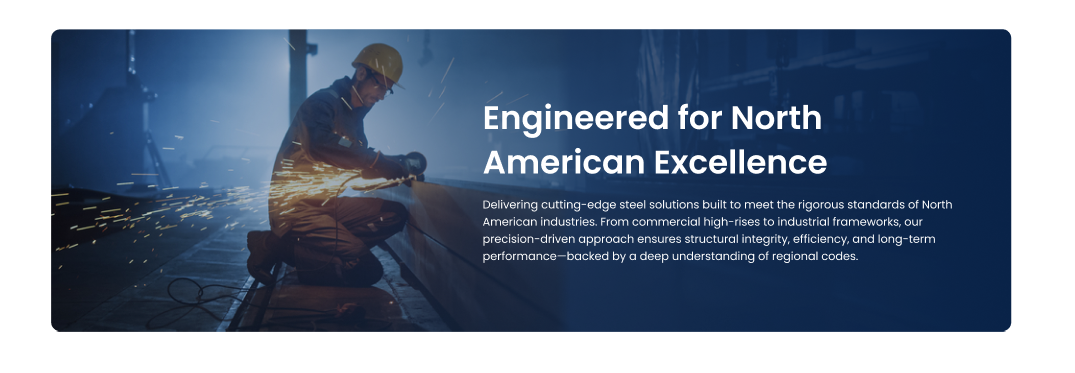 Engineered for North
American Excellence
Delivering cutting-edge steel solutions built to meet the rigorous standards of North
American industries. From commercial high-rises to industrial frameworks, our
precision-driven approach ensures structural integrity, efficiency, and long-term
performance—backed by a deep understanding of regional codes.